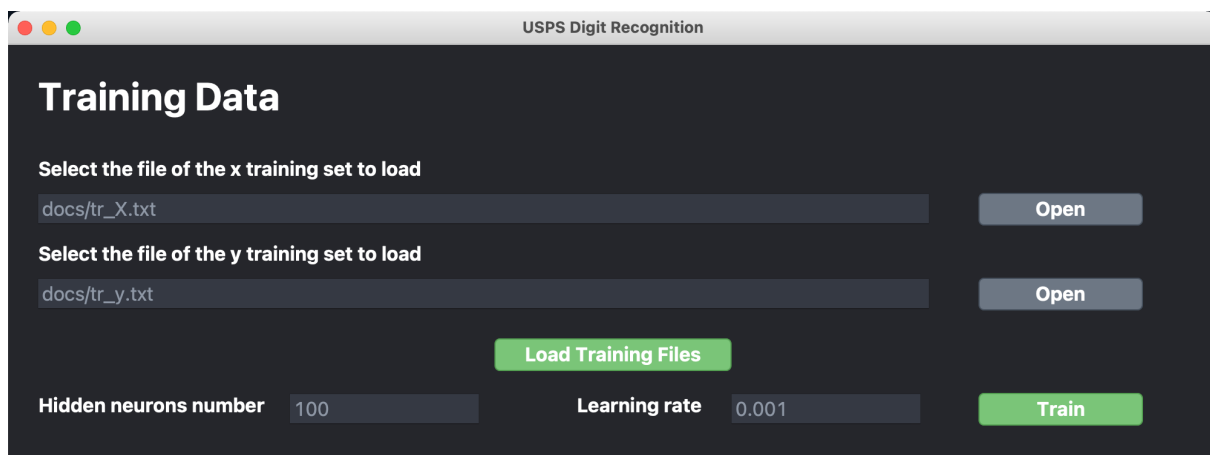 USPS Digit Recognition
Training Data
Select the file of the x training set to load
docs/tr_X.txt Open
Select the file of the y training set to load
docs/tr_y.txt Open
Load Training Files
Hidden neurons number 100 Learning rate 0.001 Train